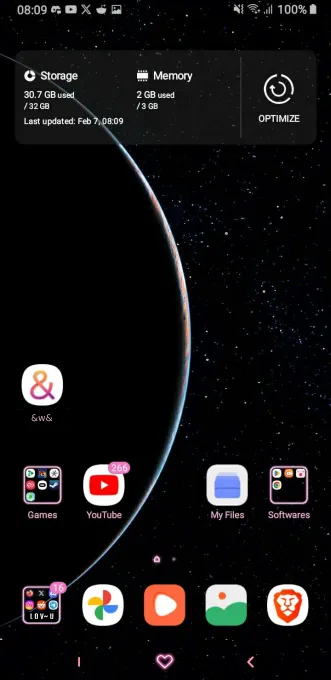 08:09 100%
Storage Memory
30.7 GB used 2 GB used
/ 32 GB / 3 GB
Last updated: Feb 7, 08:09 OPTIMIZE
&
&w&
266
Games YouTube My Files Softwares
16
LOV~U